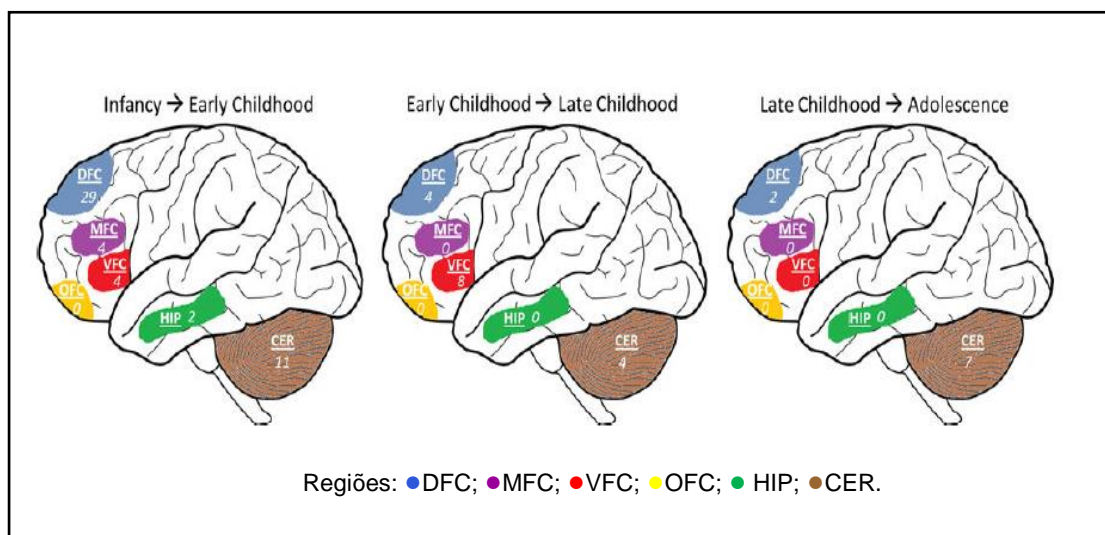 Infancy → Early Childhood
DFC
29
MFC
4
VFC
4
OFC
0
HIP 2
CER
11
Early Childhood → Late Childhood
DFC
4
MFC
0
VFC
8
OFC
0
HIP 0
CER
4
Late Childhood → Adolescence
DFC
2
MFC
0
VFC
0
OFC
0
HIP 0
CER
7
Regiões: ●DFC; ●MFC; ●VFC; ●OFC; ● HIP; ●CER.